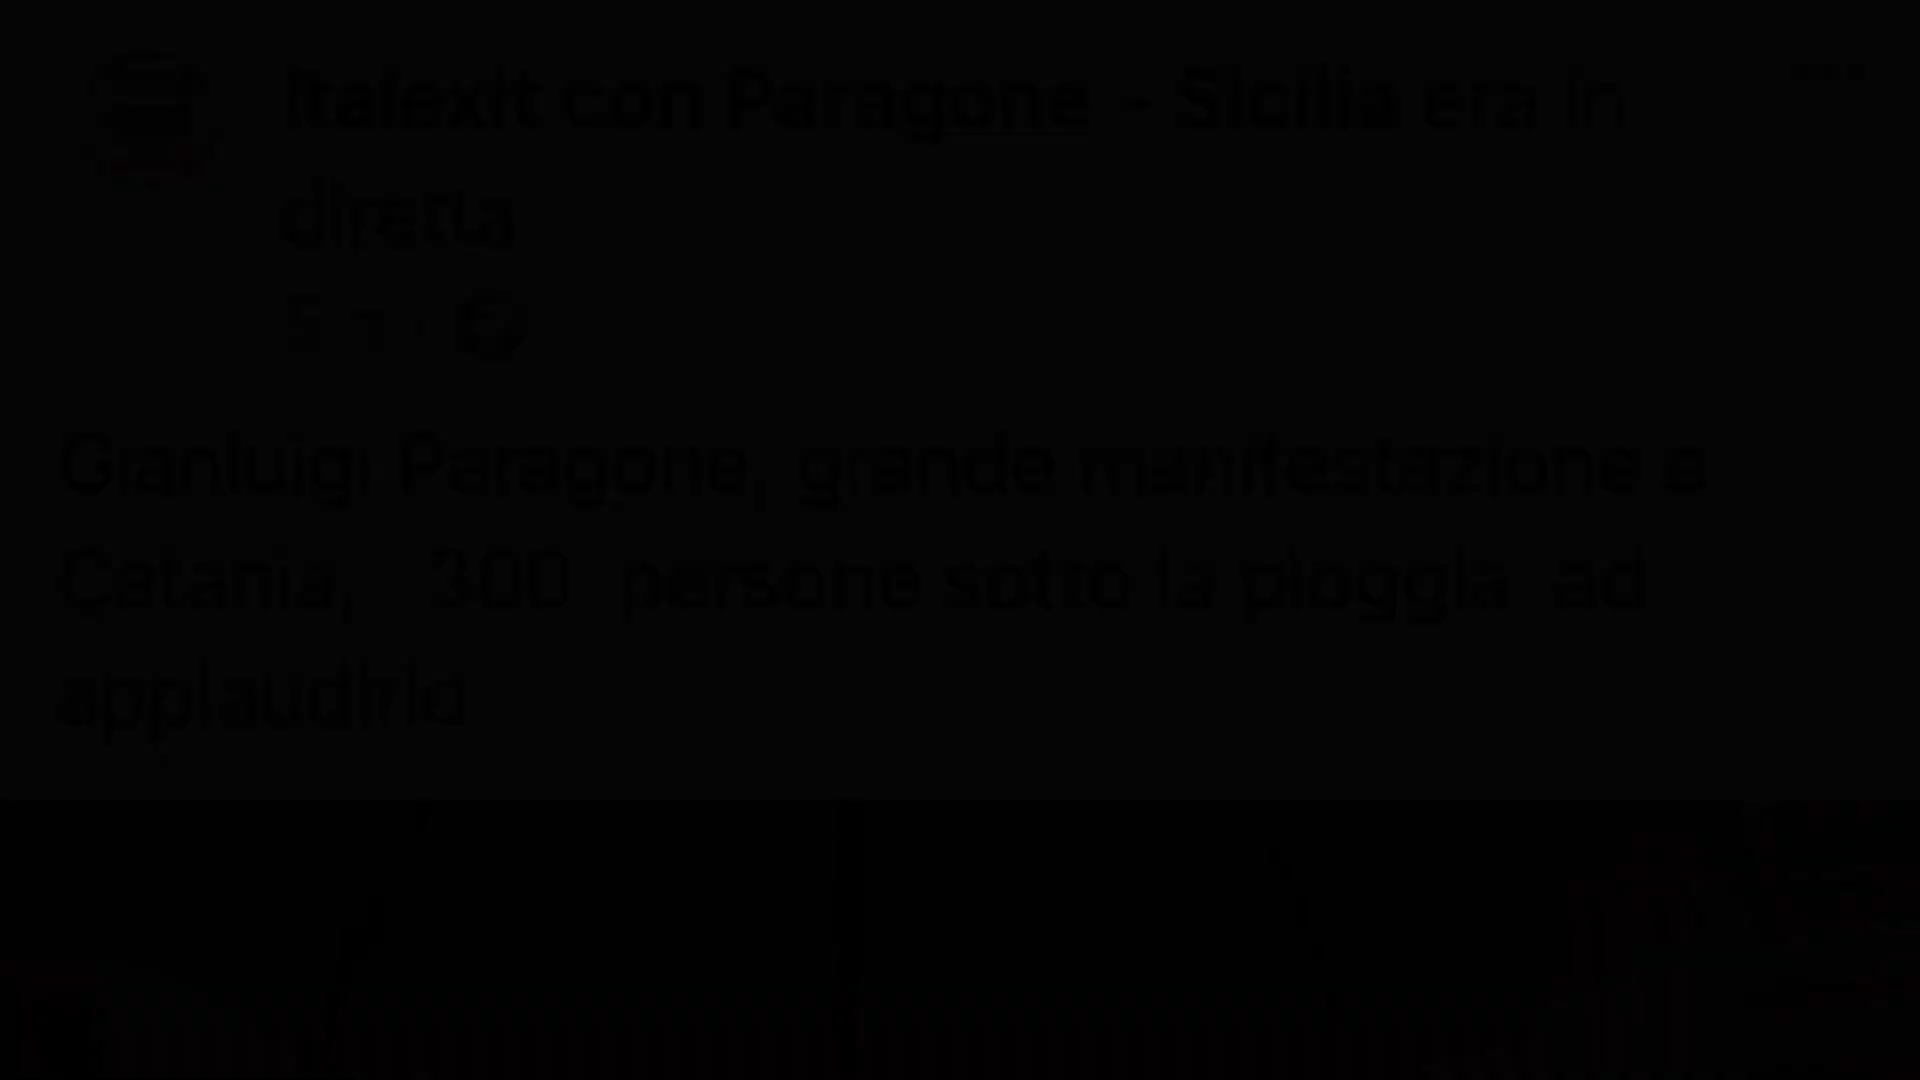 Italexit con Paragone - Sicilia era in
diretta
Gianluigi Paragone, grande manifestazione a
Catania, 300 persone sotto la pioggia ad
applaudirlo